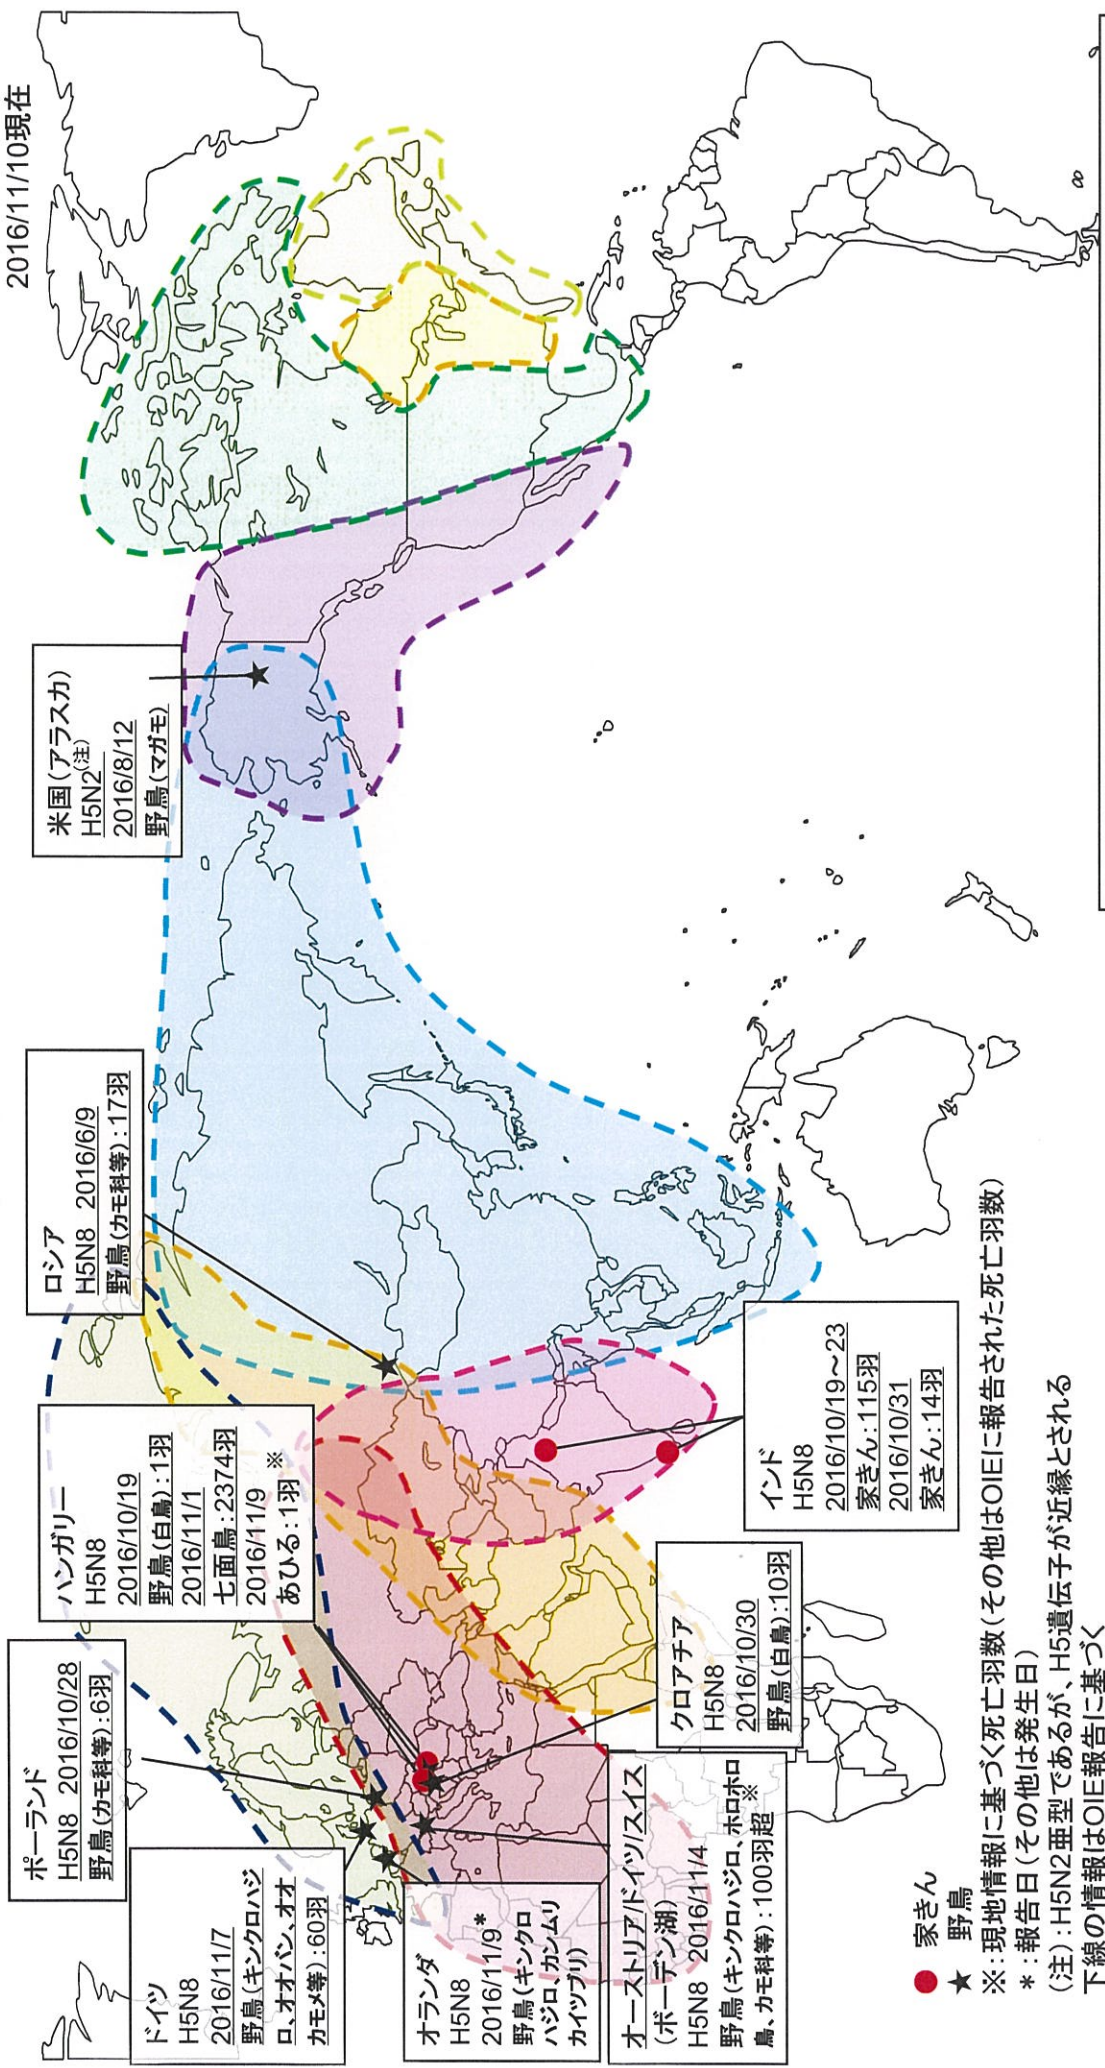 2016/11/10現在
ポーランド
H5N8 2016/10/28
野鳥(カモ科等):6羽
ハンガリー
H5N8
2016/10/19
野鳥(白鳥):1羽
2016/11/1
七面鳥:2374羽
2016/11/9
あひる:1羽 ※
ロシア
H5N8 2016/6/9
野鳥(カモ科等):17羽
米国(アラスカ)
H5N2(注)
2016/8/12
野鳥(マガモ)
ドイツ
H5N8
2016/11/7
野鳥(キンクロハジ
ロ、オオバン、オオ
カモメ等):60羽
オランダ
H5N8
2016/11/9*
野鳥(キンクロ
ハジロ、カンムリ
カイツブリ)
オーストリア/ドイツ/スイス
(ボーデン湖)
H5N8 2016/11/4
野鳥(キンクロハジロ、ホロホロ
鳥、カモ科等):100羽超※
クロアチア
H5N8
2016/10/30
野鳥(白鳥):10羽
インド
H5N8
2016/10/19~23
家きん:1115羽
2016/10/31
家きん:14羽
● 家きん
★ 野鳥
※:現地情報に基づく死亡羽数(その他はOIEに報告された死亡羽数)
*:報告日(その他は発生日)
(注):H5N2亜型であるが、H5遺伝子が近縁とされる
下線の情報はOIE報告に基づく